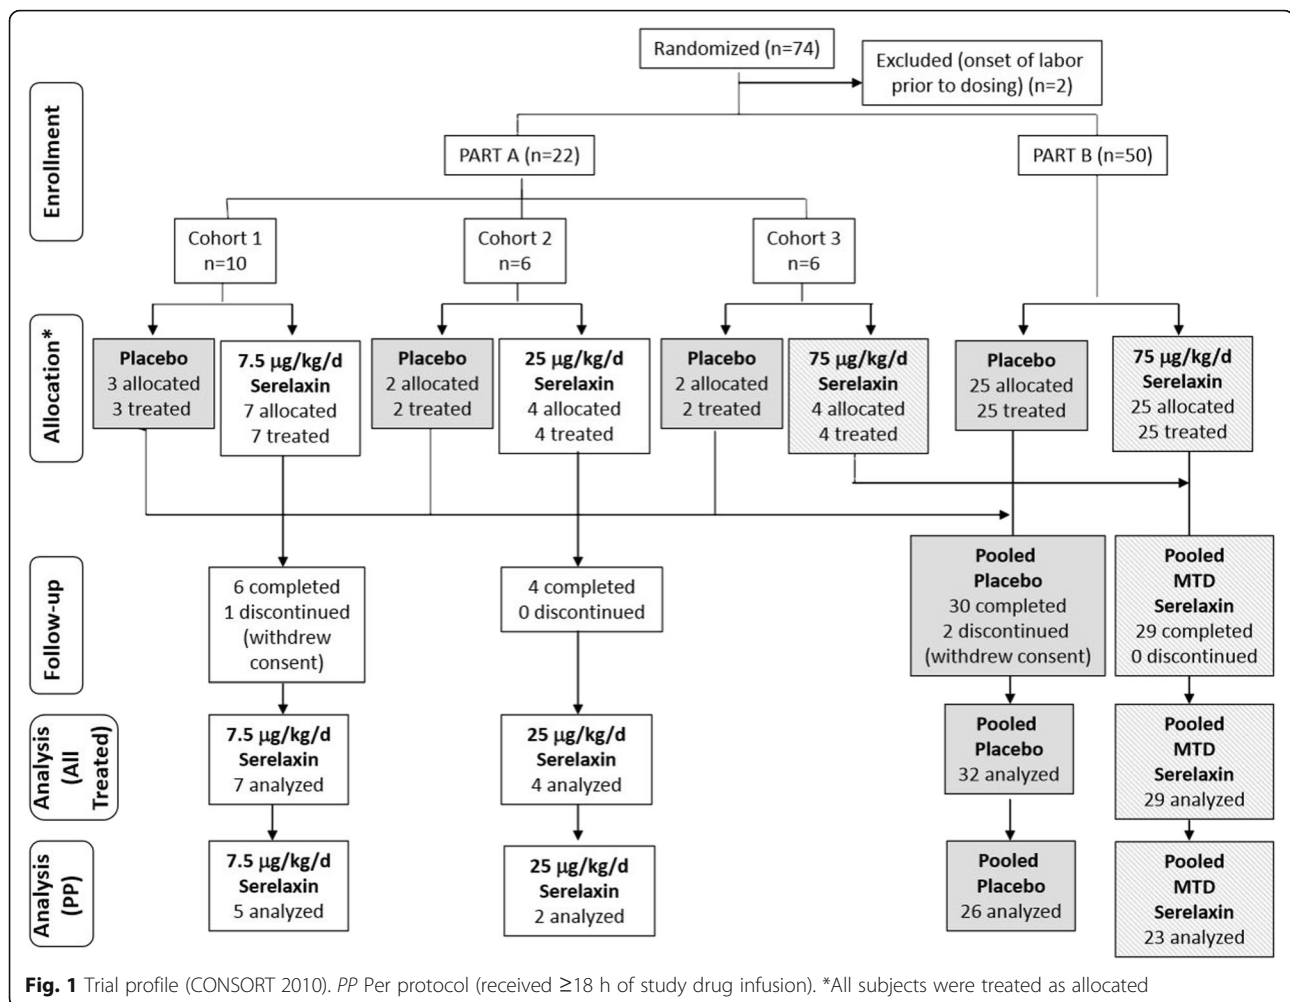 Randomized (n=74)
Excluded (onset of labor
prior to dosing) (n=2)
Enrollment
PART A (n=22)
PART B (n=50)
Cohort 1
n=10
Cohort 2
n=6
Cohort 3
n=6
Allocation*
Placebo
3 allocated
3 treated
7.5 µg/kg/d
Serelaxin
7 allocated
7 treated
Placebo
2 allocated
2 treated
25 µg/kg/d
Serelaxin
4 allocated
4 treated
Placebo
2 allocated
2 treated
75 µg/kg/d
Serelaxin
4 allocated
4 treated
Placebo
25 allocated
25 treated
75 µg/kg/d
Serelaxin
25 allocated
25 treated
Follow-up
6 completed
1 discontinued
(withdrew
consent)
4 completed
0 discontinued
Pooled
Placebo
30 completed
2 discontinued
(withdrew consent)
Pooled
MTD
Serelaxin
29 completed
0 discontinued
Analysis
(All
Treated)
7.5 µg/kg/d
Serelaxin
7 analyzed
25 µg/kg/d
Serelaxin
4 analyzed
Pooled
Placebo
32 analyzed
Pooled
MTD
Serelaxin
29 analyzed
Analysis
(PP)
7.5 µg/kg/d
Serelaxin
5 analyzed
25 µg/kg/d
Serelaxin
2 analyzed
Pooled
Placebo
26 analyzed
Pooled
MTD
Serelaxin
23 analyzed
Fig. 1 Trial profile (CONSORT 2010). PP Per protocol (received ≥18 h of study drug infusion). *All subjects were treated as allocated